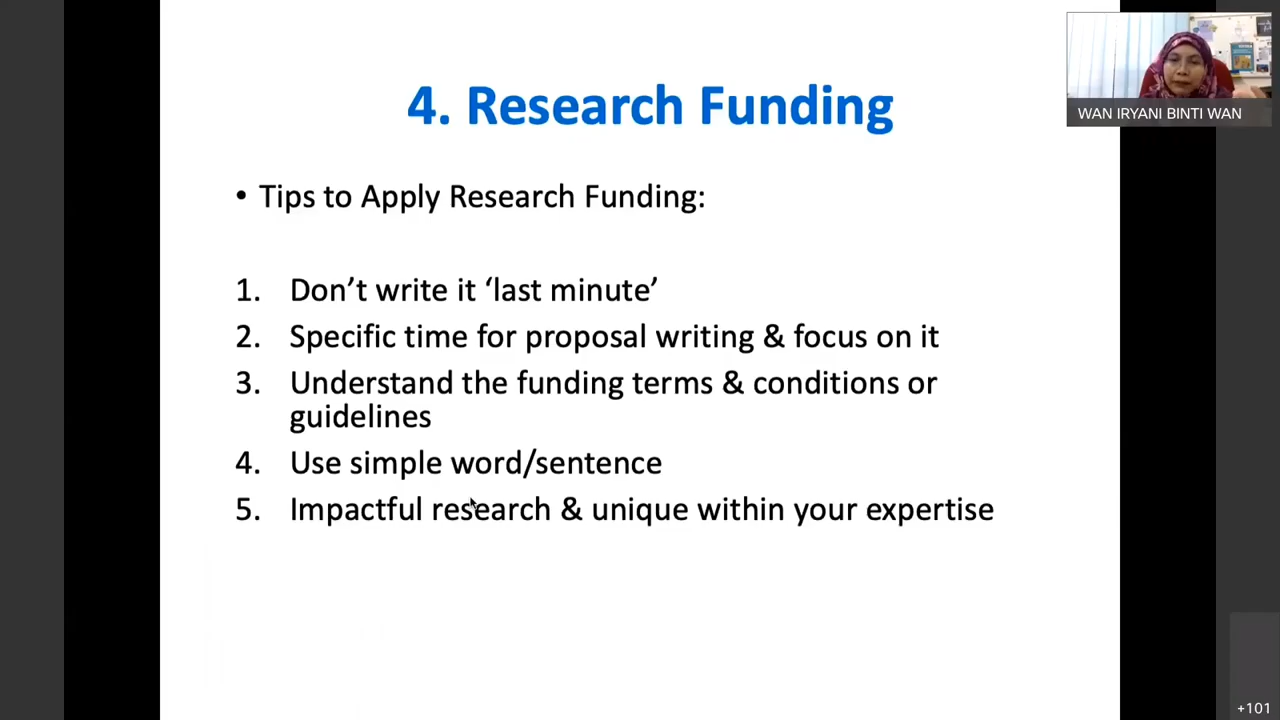 4. Research Funding
WAN IRYANI BINTI WAN
• Tips to Apply Research Funding:
1. Don’t write it ‘last minute’
2. Specific time for proposal writing & focus on it
3. Understand the funding terms & conditions or
guidelines
4. Use simple word/sentence
5. Impactful research & unique within your expertise
+101